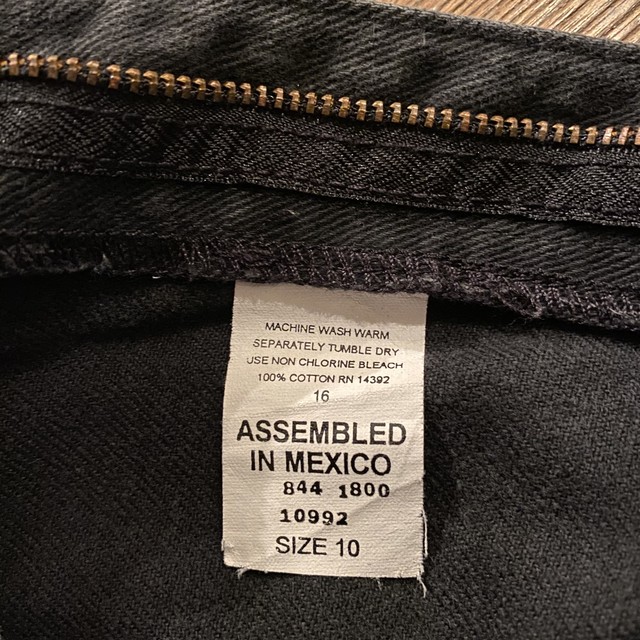 MACHINE WASH WARM
SEPARATELY TUMBLE DRY
USE NON CHLORINE BLEACH
100% COTTON RN 14392
16
ASSEMBLED
IN MEXICO
844 1800
10992
SIZE 10